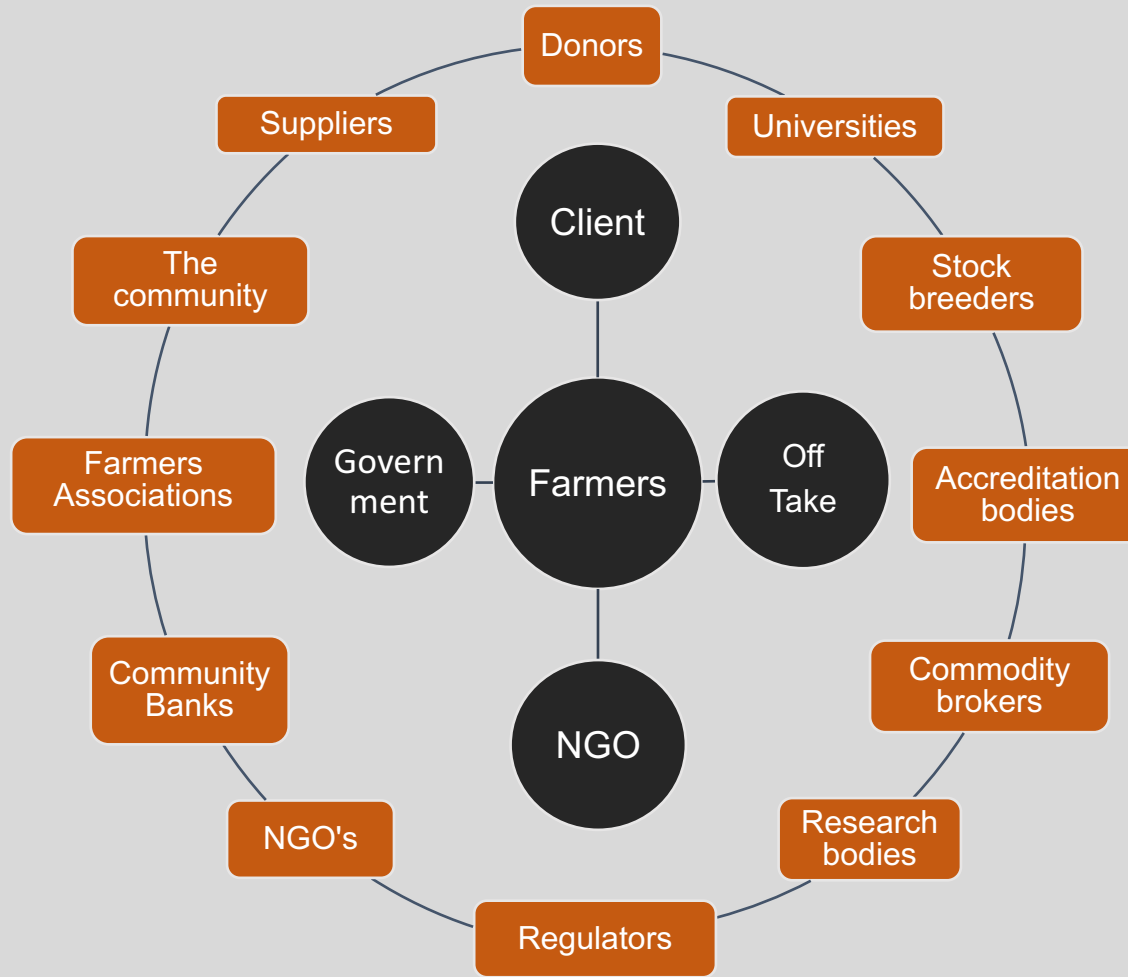 Donors
Suppliers
Universities
Client
The
community
Stock
breeders
Govern
ment
Farmers
Off
Take
Farmers
Associations
Accreditation
bodies
Community
Banks
Commodity
brokers
NGO
NGO's
Research
bodies
Regulators